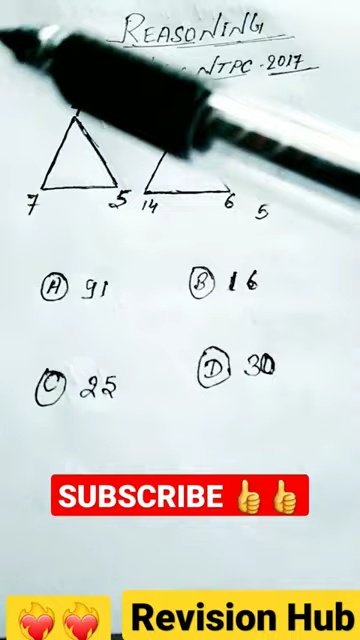 REASONING
NTPC-2017
7 5 14 6 5
A 91 B 16
C 25 D 30
SUBSCRIBE 👍👍
❤️‍🔥❤️‍🔥 Revision Hub